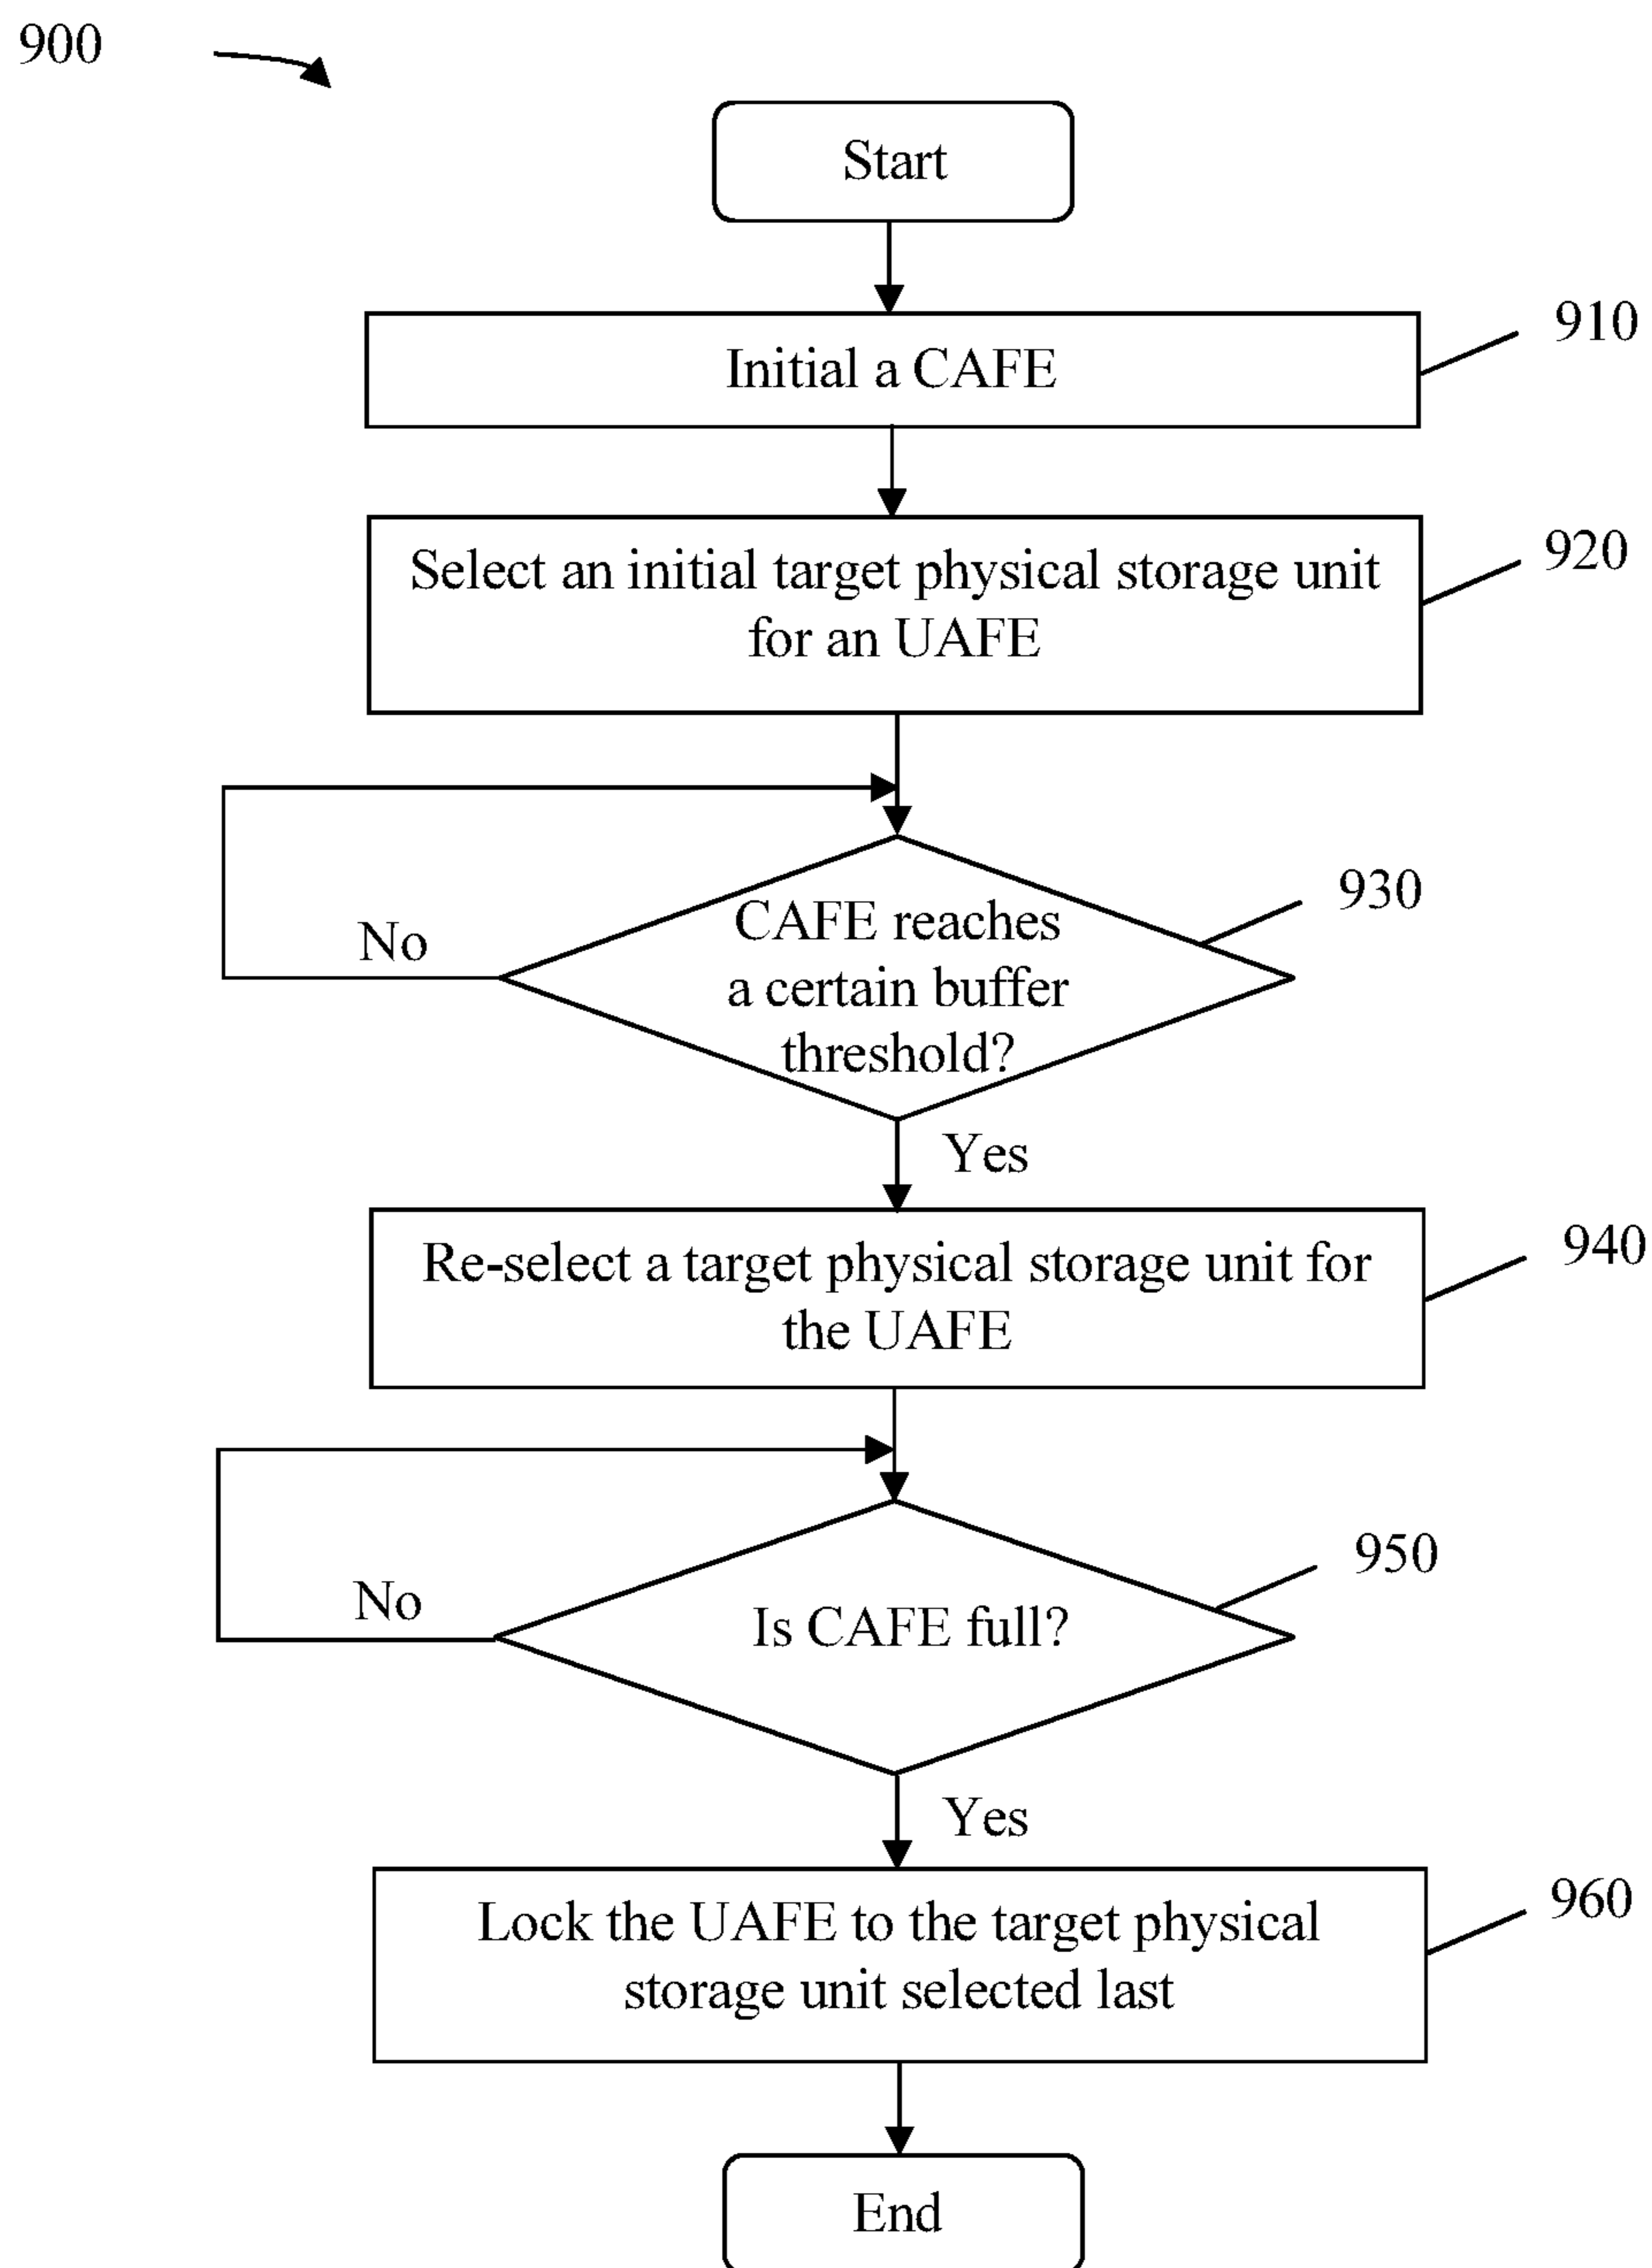 900
Start
Initial a CAFE
910
Select an initial target physical storage unit
for an UAFE
920
CAFE reaches
a certain buffer
threshold?
930
No
Yes
Re-select a target physical storage unit for
the UAFE
940
Is CAFE full?
950
No
Yes
Lock the UAFE to the target physical
storage unit selected last
960
End